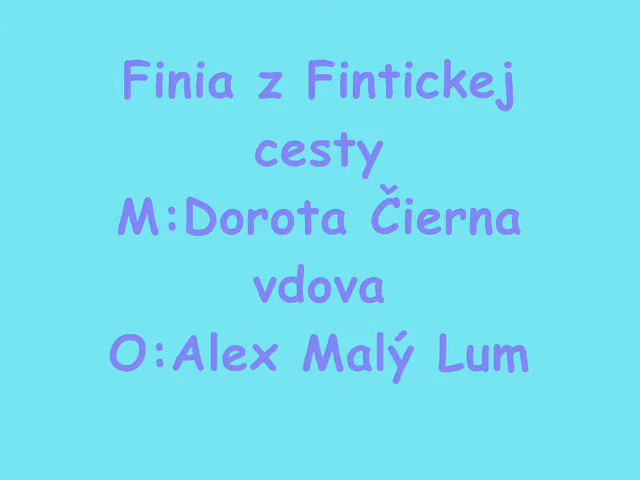 Finia z Fintickej
cesty
M:Dorota Čierna
vdova
O:Alex Malý Lum